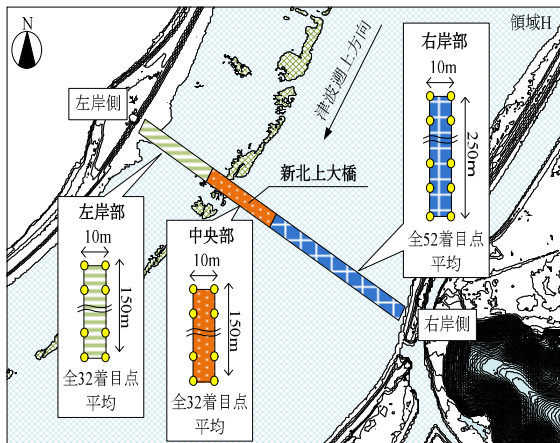 領域H
N
津波遡上方向
左岸側
新北上大橋
右岸部
10m
250m
全52着目点
平均
左岸部
10m
150m
全32着目点
平均
中央部
10m
150m
全32着目点
平均
右岸側